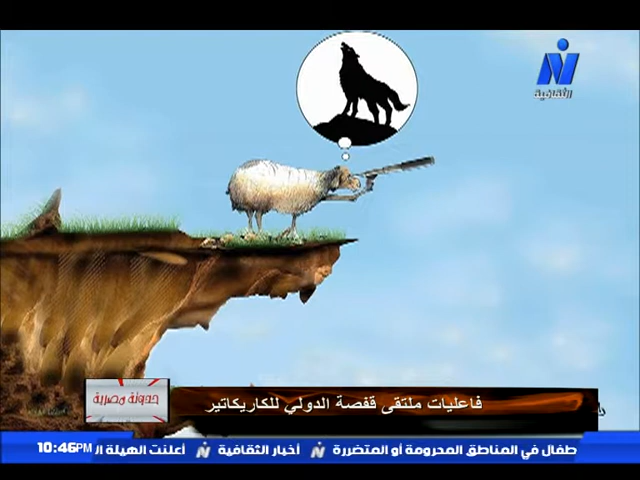 الثقافية
فاعليات ملتقى قفصة الدولي للكاريكاتير
حدوتة مصرية
طفال في المناطق المحرومة أو المتضررة أخبار الثقافية أعلنت الهيئة ال
10:46PM